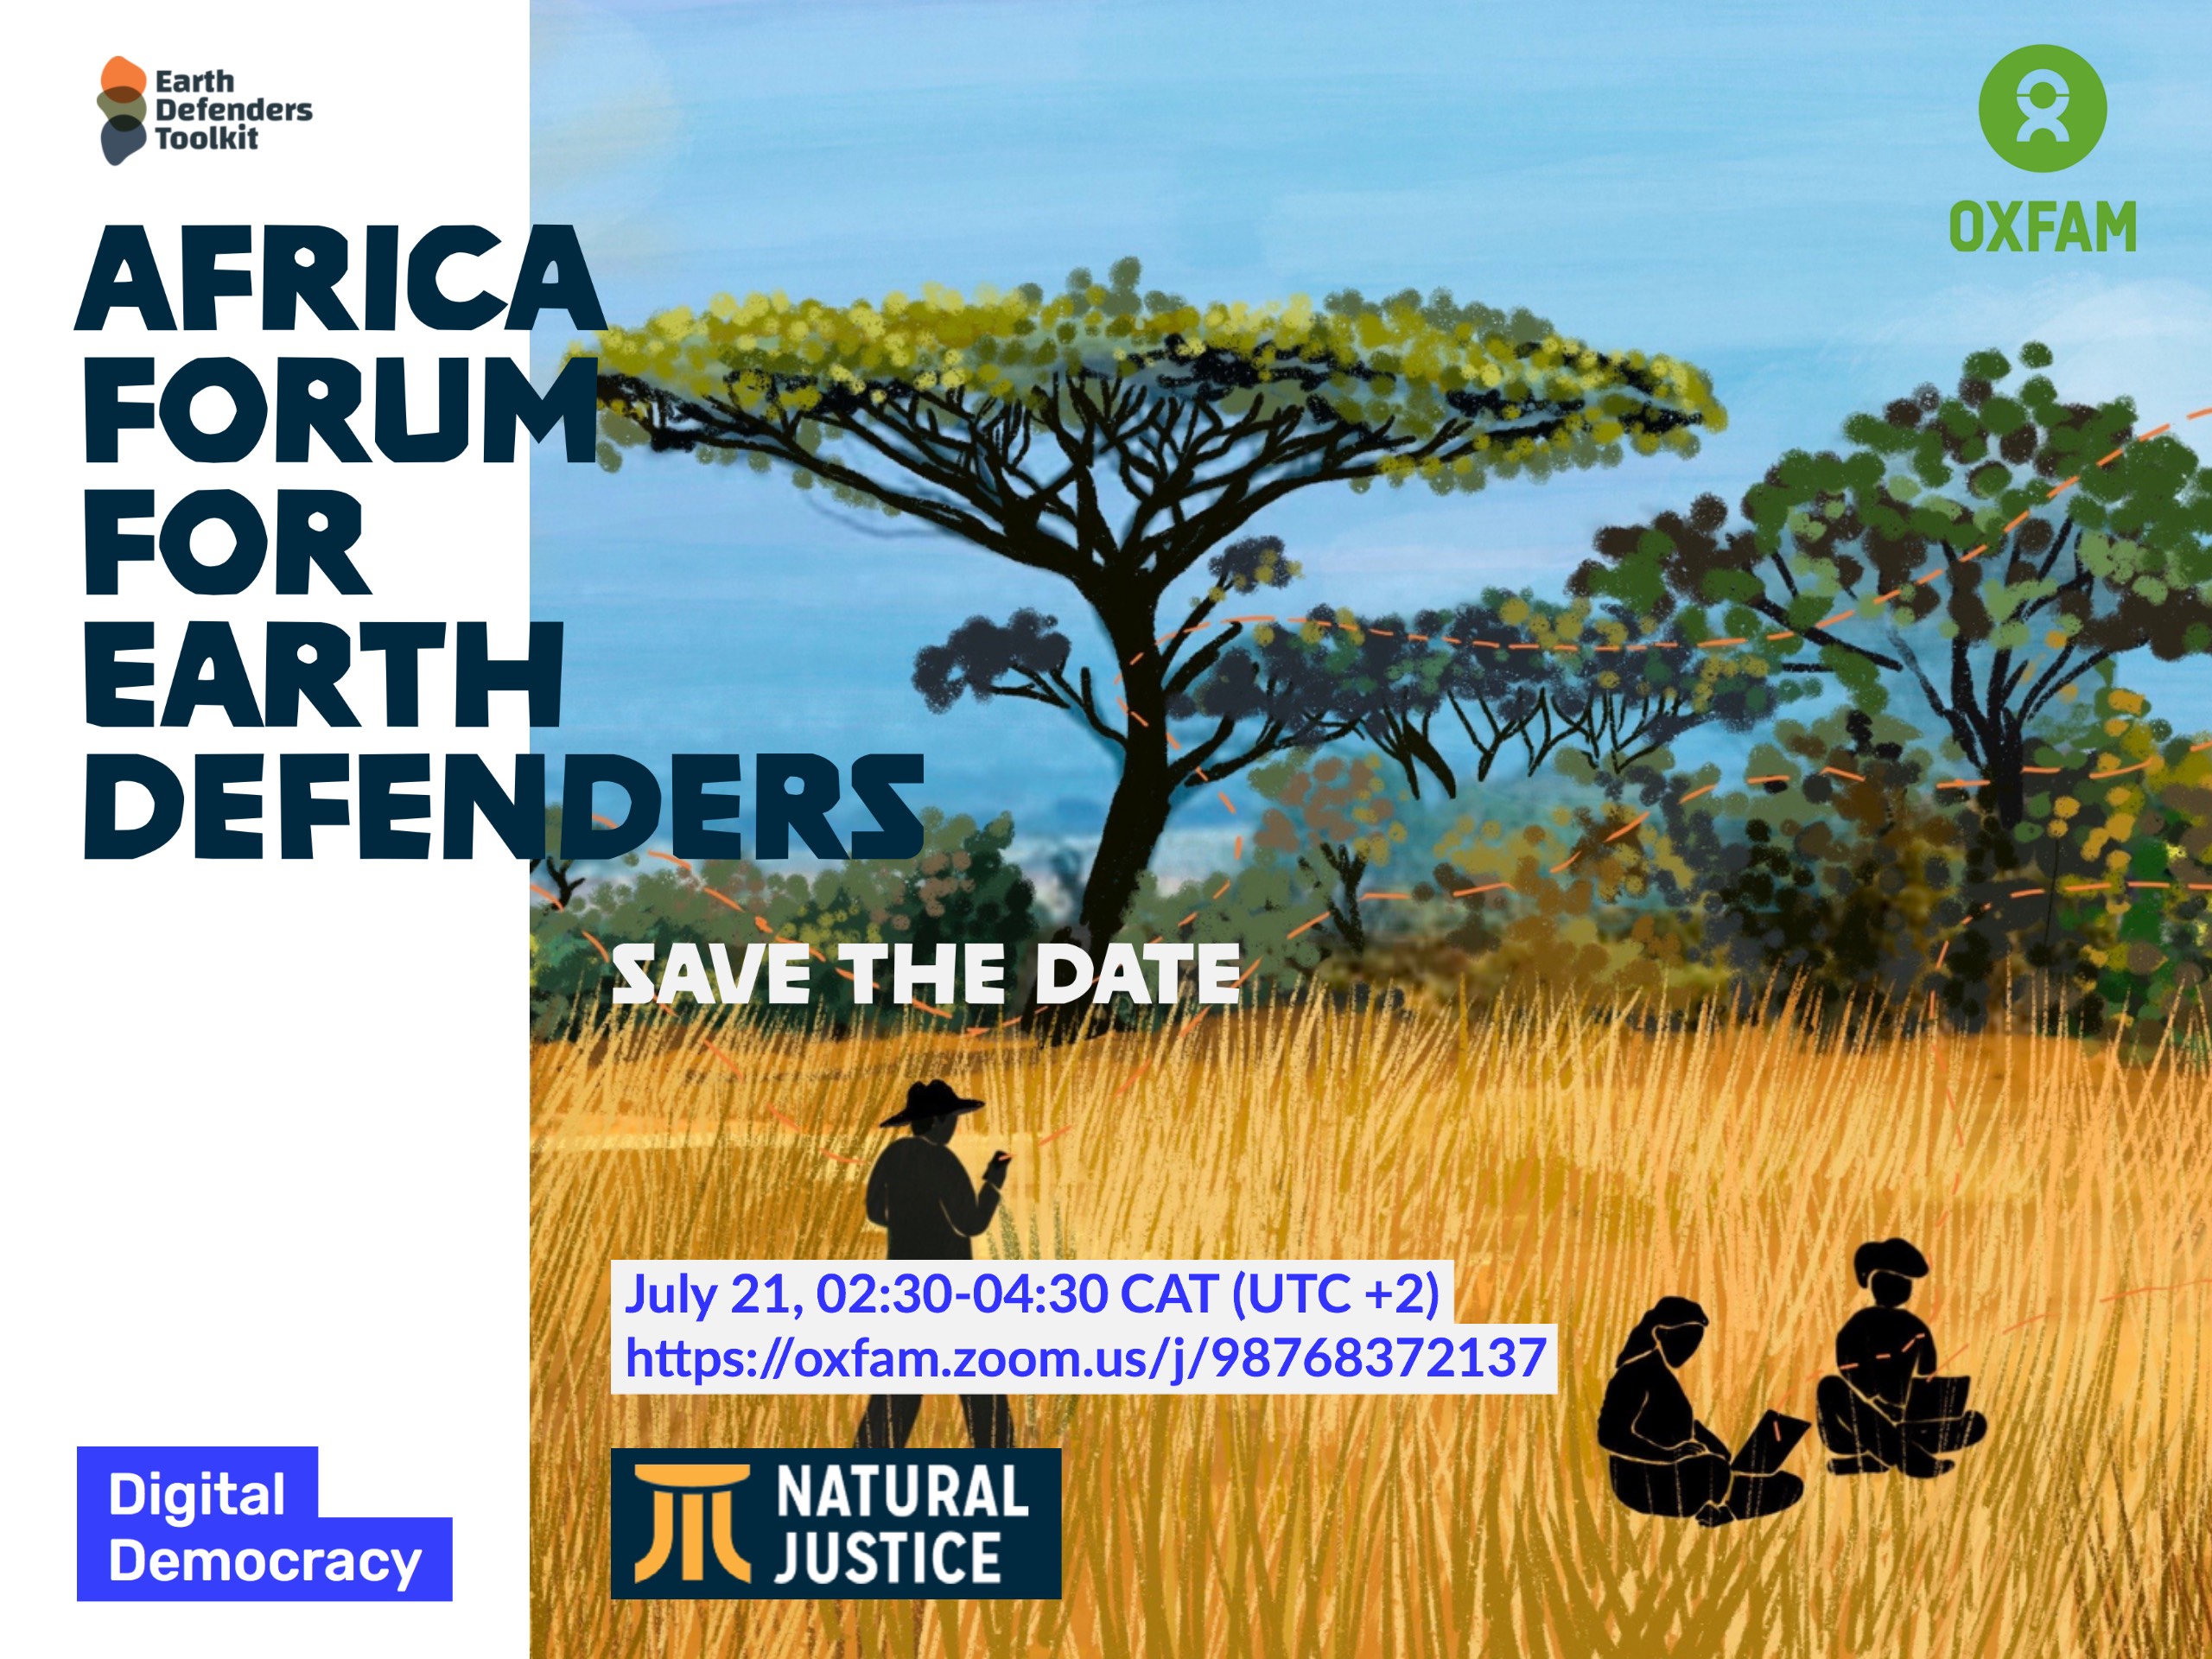 Earth
Defenders
Toolkit
OXFAM
AFRICA
FORUM
FOR
EARTH
DEFENDERS
SAVE THE DATE
July 21, 02:30-04:30 CAT (UTC +2)
https://oxfam.zoom.us/j/98768372137
Digital
Democracy
NATURAL
JUSTICE